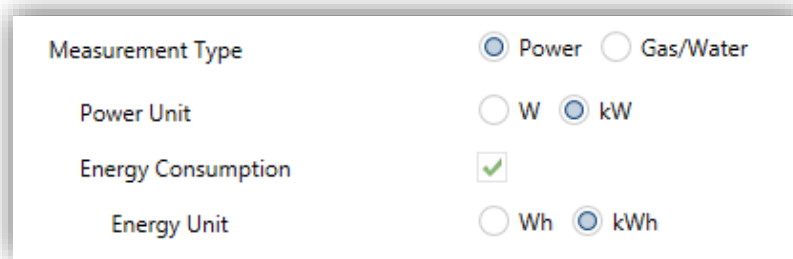 Measurement Type Power Gas/Water
Power Unit W kW
Energy Consumption
Energy Unit Wh kWh